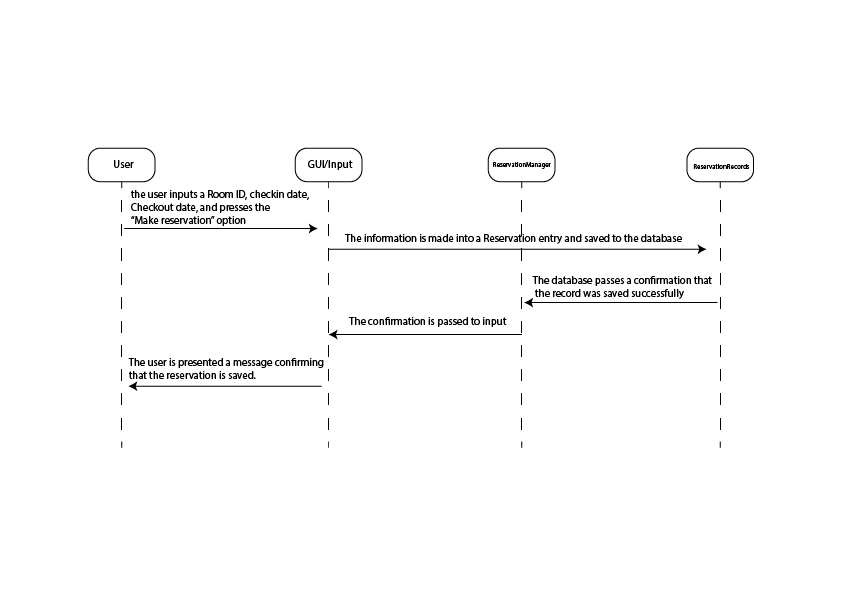 User
GUI/Input
ReservationManager
ReservationRecords
the user inputs a Room ID, checkin date,
Checkout date, and presses the
“Make reservation” option
The information is made into a Reservation entry and saved to the database
The database passes a confirmation that
the record was saved successfully
The confirmation is passed to input
The user is presented a message confirming
that the reservation is saved.